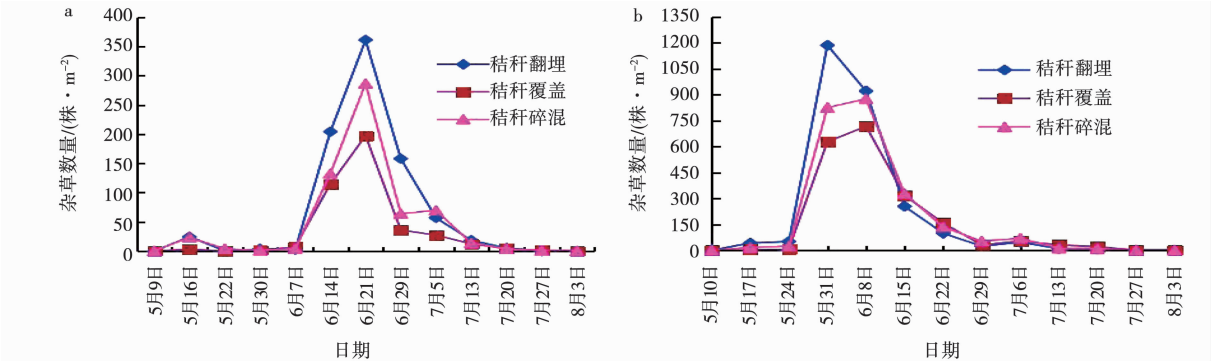 a
400
350
300
250
200
150
100
50
0
杂草数量/(株·m⁻²)
秸秆翻埋
秸秆覆盖
秸秆碎混
5月9日
5月16日
5月22日
5月30日
6月7日
6月14日
6月21日
6月29日
7月5日
7月13日
7月20日
7月27日
8月3日
日期
b
1350
1200
1050
900
750
600
450
300
150
0
杂草数量/(株·m⁻²)
秸秆翻埋
秸秆覆盖
秸秆碎混
5月10日
5月17日
5月24日
5月31日
6月8日
6月15日
6月22日
6月29日
7月6日
7月13日
7月20日
7月27日
8月3日
日期